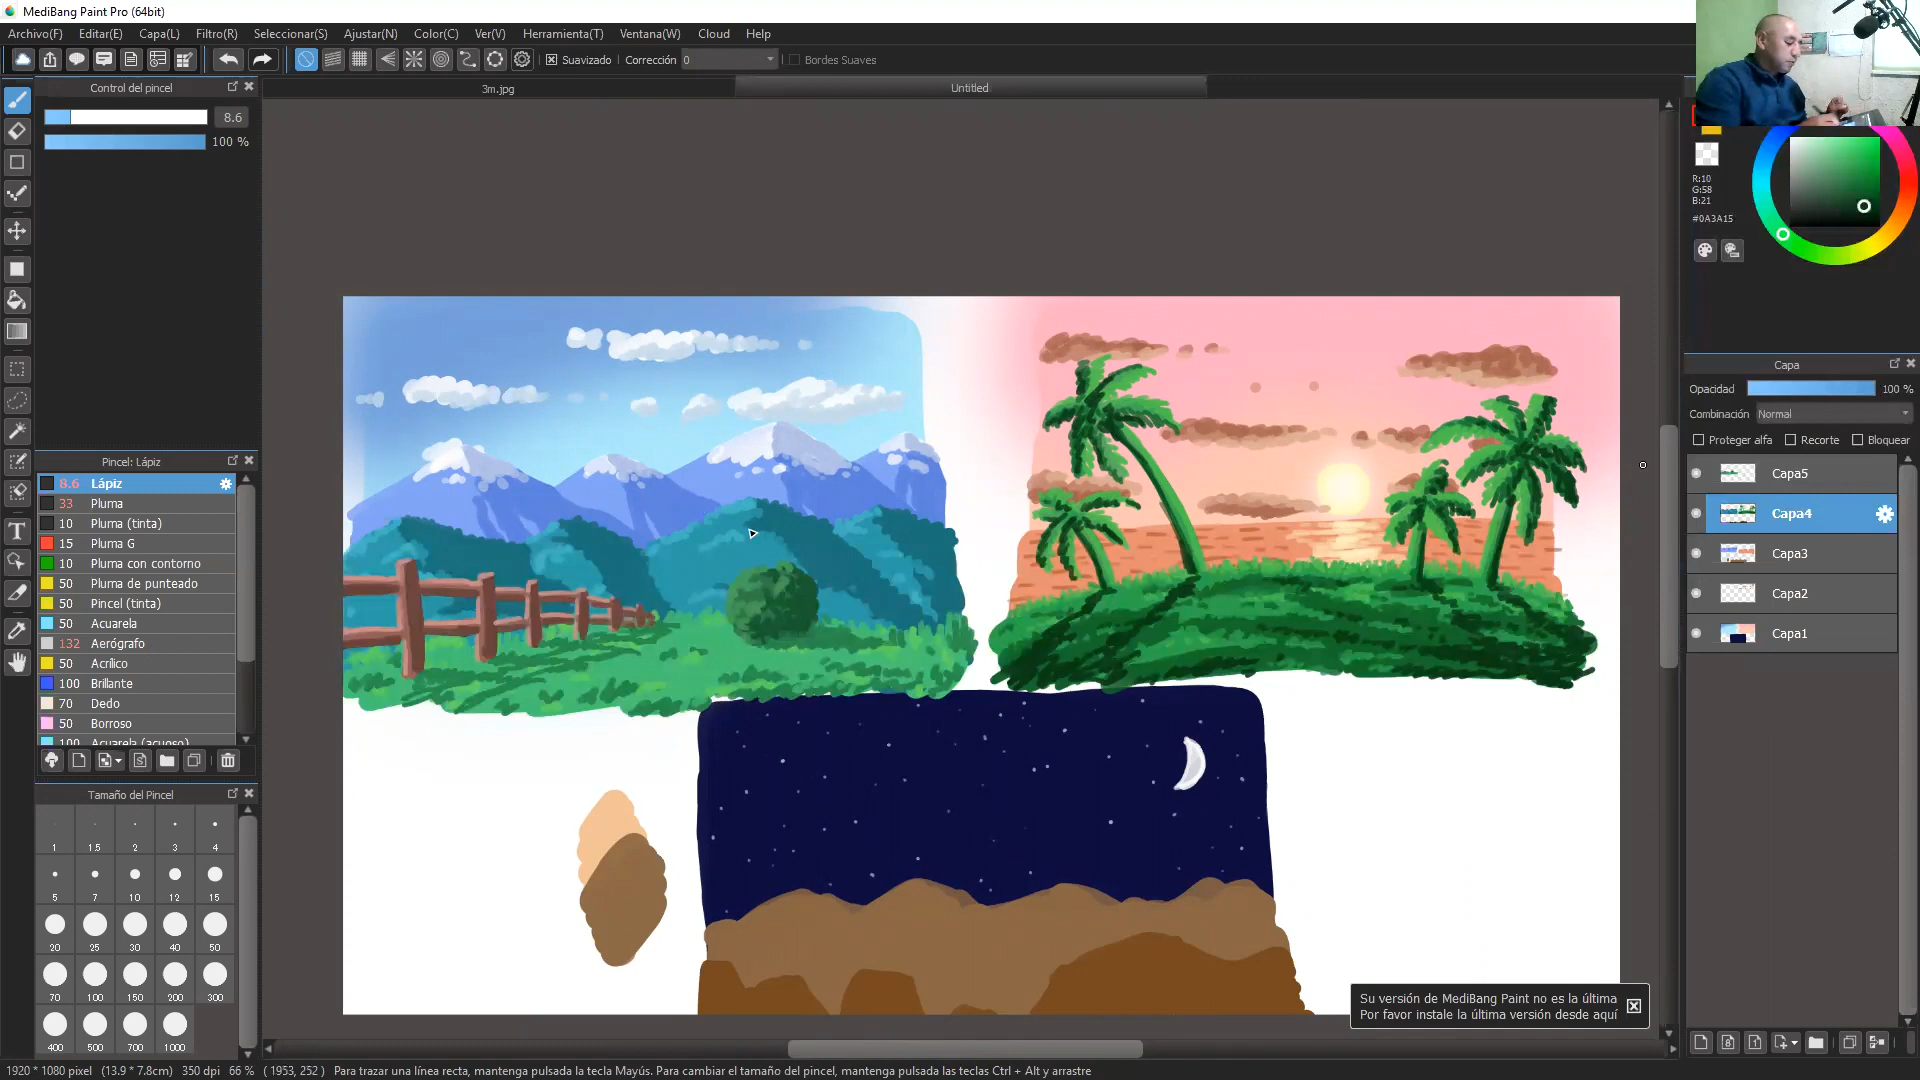 MediBang Paint Pro (64bit)
Archivo(F) Editar(E) Capa(L) Filtro(R) Seleccionar(S) Ajustar(N) Color(C) Ver(V) Herramienta(T) Ventana(W) Cloud Help
Suavizado Corrección 0 Bordes Suaves
Control del pincel
3m.jpg Untitled
8.6
100 %
R:10
G:58
B:21
#0A3A15
Capa
Opacidad 100 %
Combinación Normal
Proteger alfa Recorte Bloquear
Capa5
Capa4
Capa3
Capa2
Capa1
Pincel: Lápiz
8.6 Lápiz
33 Pluma
10 Pluma (tinta)
15 Pluma G
10 Pluma con contorno
50 Pluma de punteado
50 Pincel (tinta)
50 Acuarela
132 Aerógrafo
50 Acrílico
100 Brillante
70 Dedo
50 Borroso
100 Acuarela (acuoso)
Tamaño del Pincel
1 1.5 2 3 4
5 7 10 12 15
20 25 30 40 50
70 100 150 200 300
400 500 700 1000
Su versión de MediBang Paint no es la última
Por favor instale la última versión desde aquí
1920 * 1080 pixel (13.9 * 7.8cm) 350 dpi 66 % ( 1953, 252 ) Para trazar una línea recta, mantenga pulsada la tecla Mayús. Para cambiar el tamaño del pincel, mantenga pulsada las teclas Ctrl + Alt y arrastre